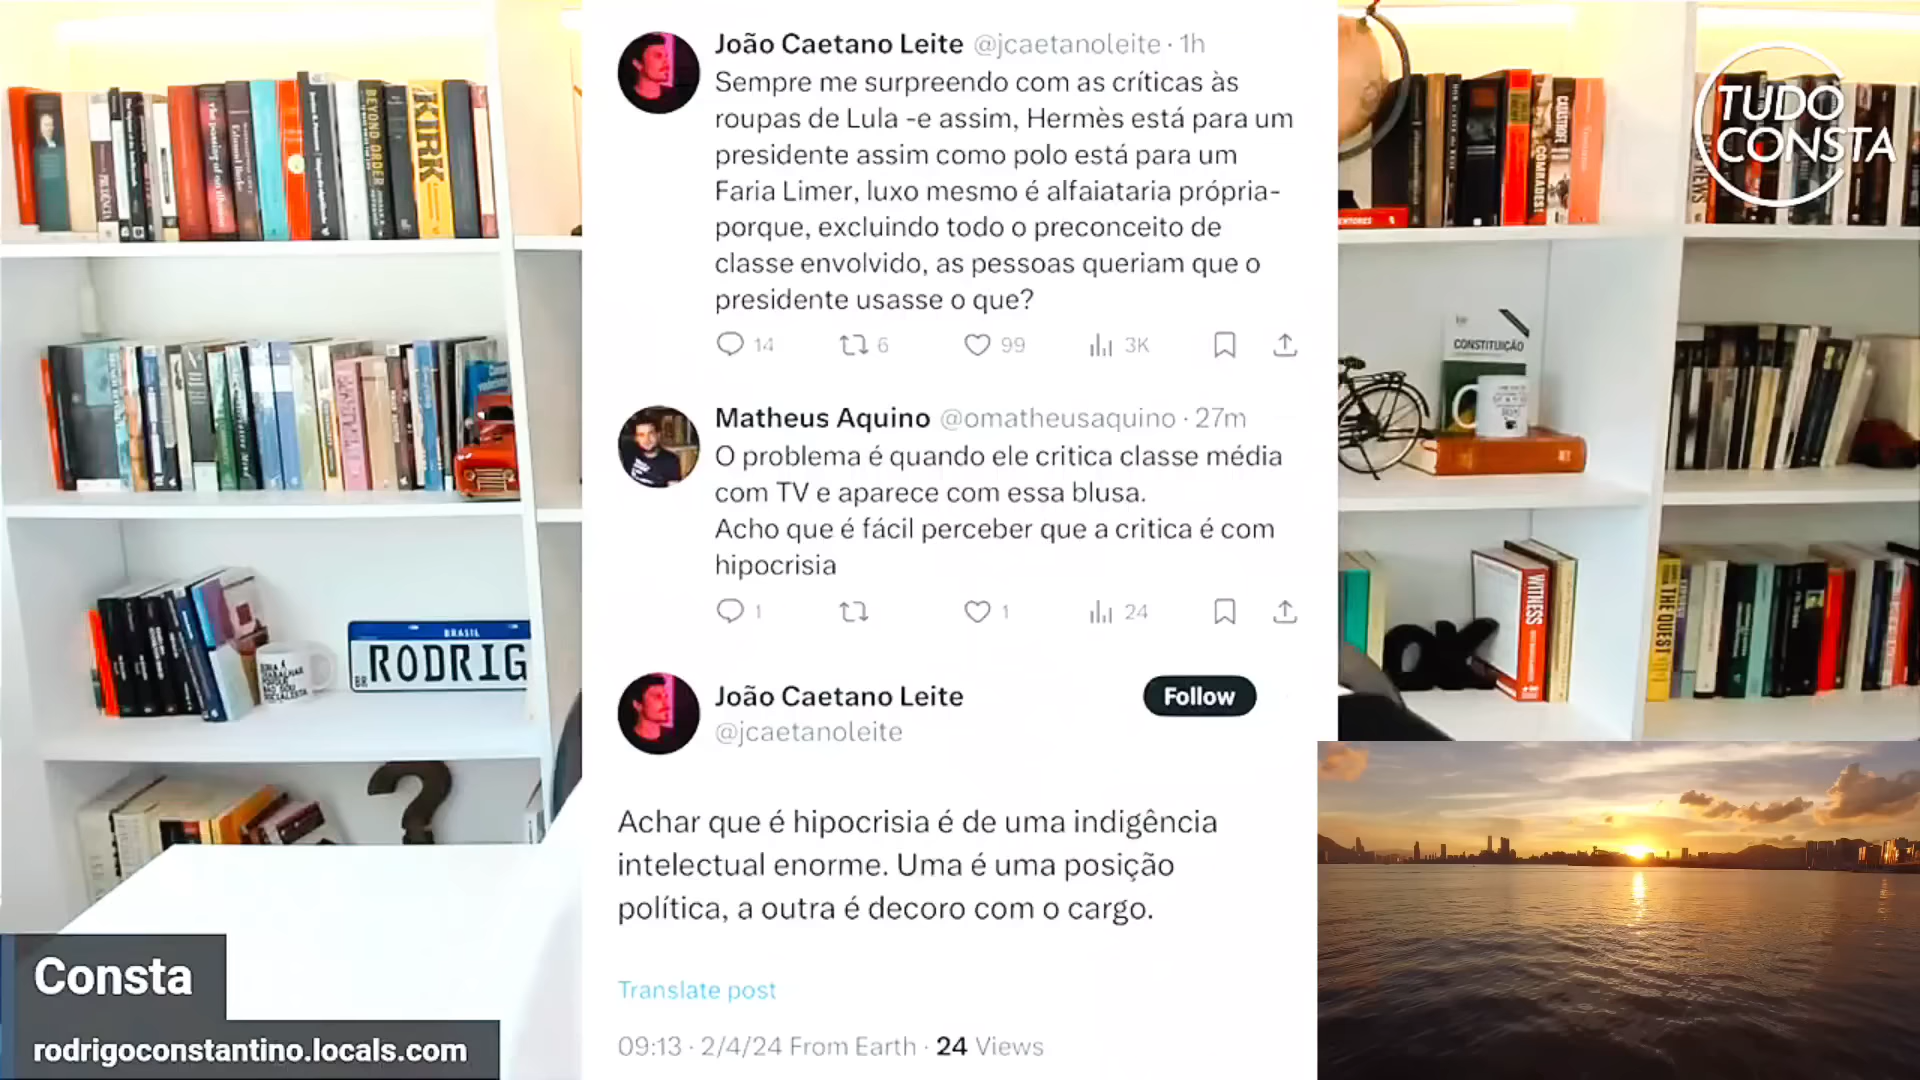 João Caetano Leite @jcaetanoleite · 1h
Sempre me surpreendo com as críticas às
roupas de Lula -e assim, Hermès está para um
presidente assim como polo está para um
Faria Limer, luxo mesmo é alfaiataria própria-
porque, excluindo todo o preconceito de
classe envolvido, as pessoas queriam que o
presidente usasse o que?
14 6 99 3K
Matheus Aquino @omatheusaquino · 27m
O problema é quando ele critica classe média
com TV e aparece com essa blusa.
Acho que é fácil perceber que a critica é com
hipocrisia
1 1 24
João Caetano Leite
@jcaetanoleite
Follow
Achar que é hipocrisia é de uma indigência
intelectual enorme. Uma é uma posição
política, a outra é decoro com o cargo.
Translate post
09:13 · 2/4/24 From Earth · 24 Views
TUDO
CONSTA
BEYOND ORDER
KIRK
BRASIL
BR
RODRIG
?
CONSTITUIÇÃO
OK
WITNESS
THE QUEST
Consta
rodrigoconstantino.locals.com